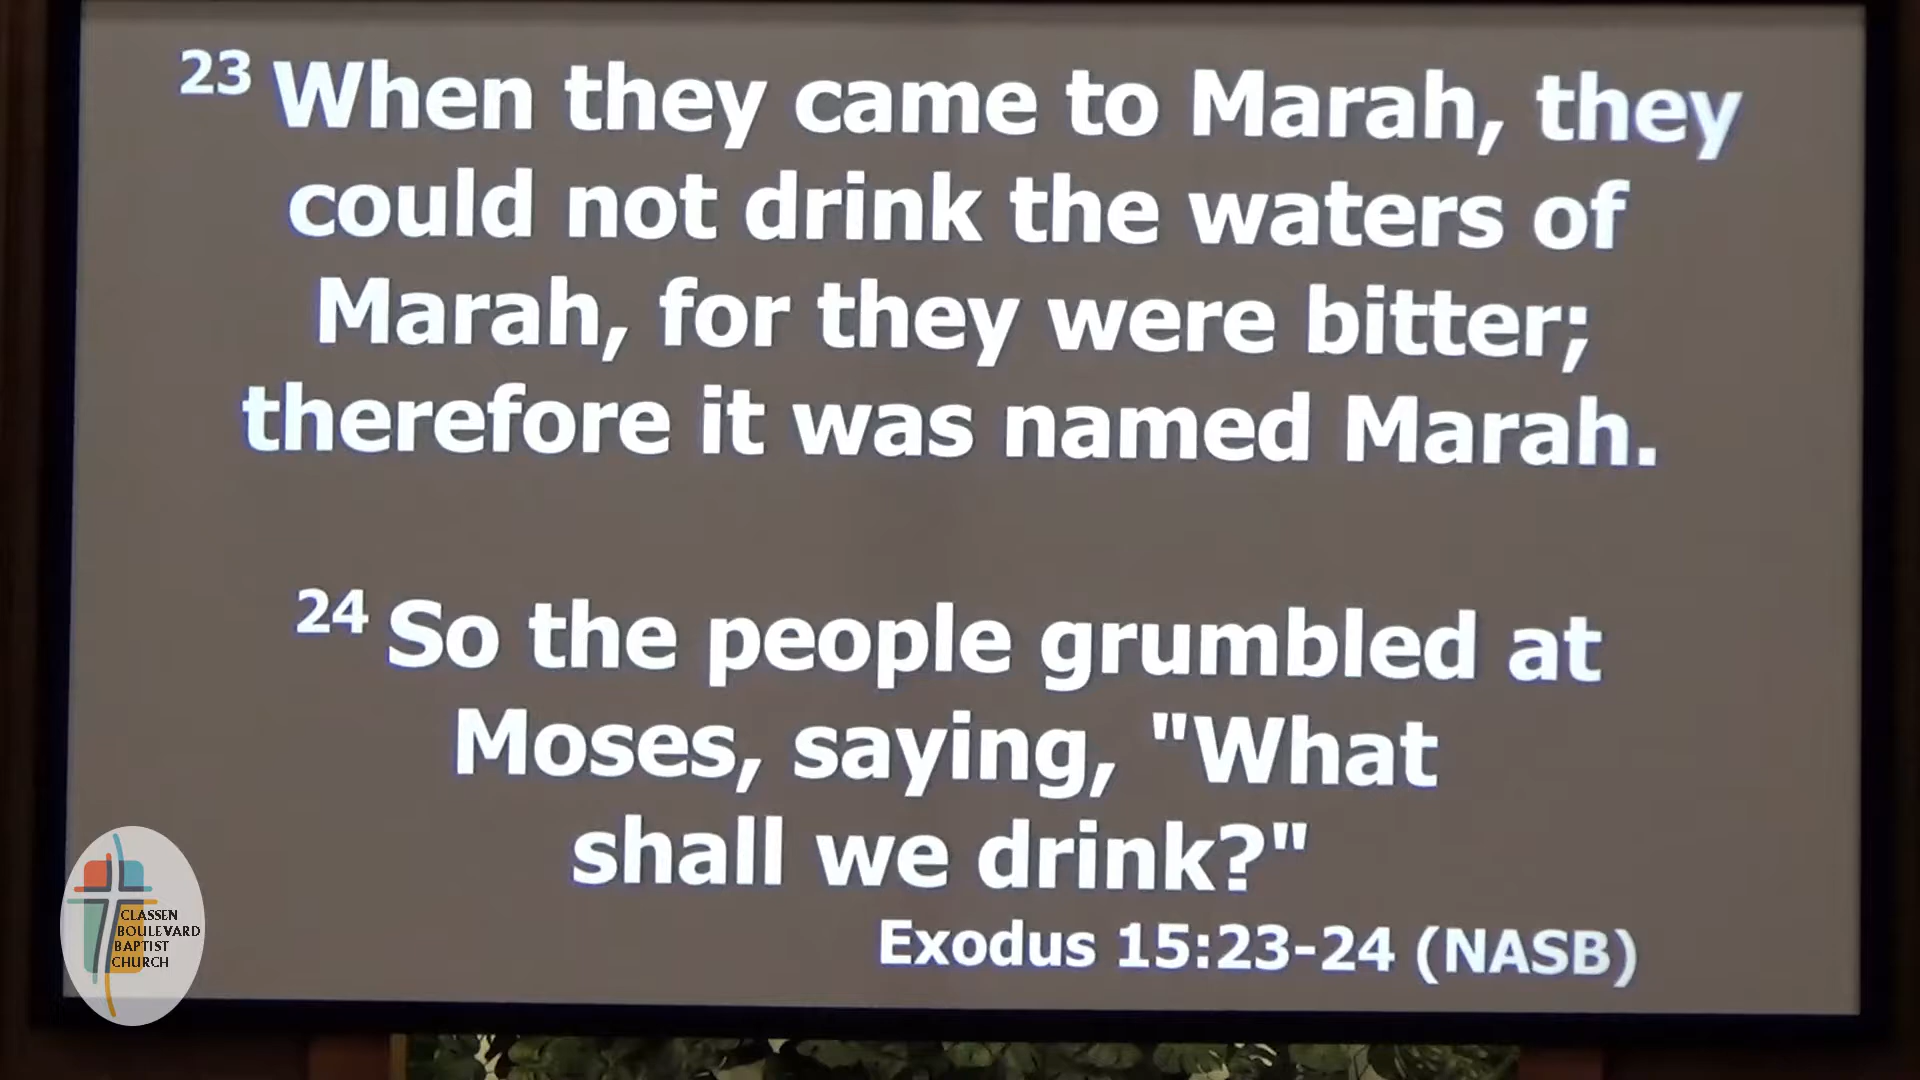 23 When they came to Marah, they
could not drink the waters of
Marah, for they were bitter;
therefore it was named Marah.
24 So the people grumbled at
Moses, saying, "What
shall we drink?"
Exodus 15:23-24 (NASB)
CLASSEN
BOULEVARD
BAPTIST
CHURCH